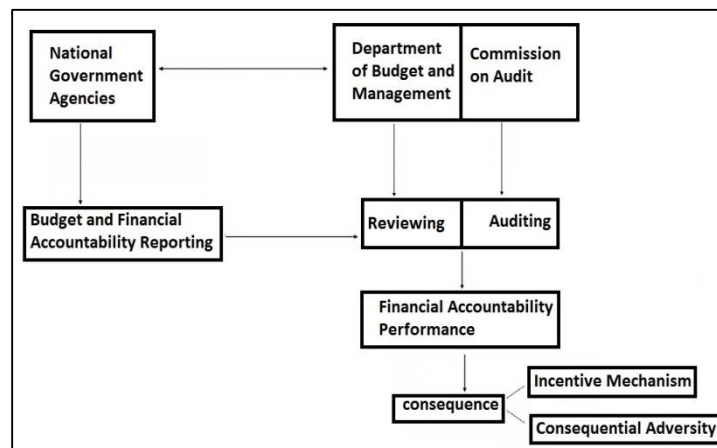 National
Government
Agencies
Department
of Budget and
Management
Commission
on Audit
Budget and Financial
Accountability Reporting
Reviewing
Auditing
Financial Accountability
Performance
consequence
Incentive Mechanism
Consequential Adversity